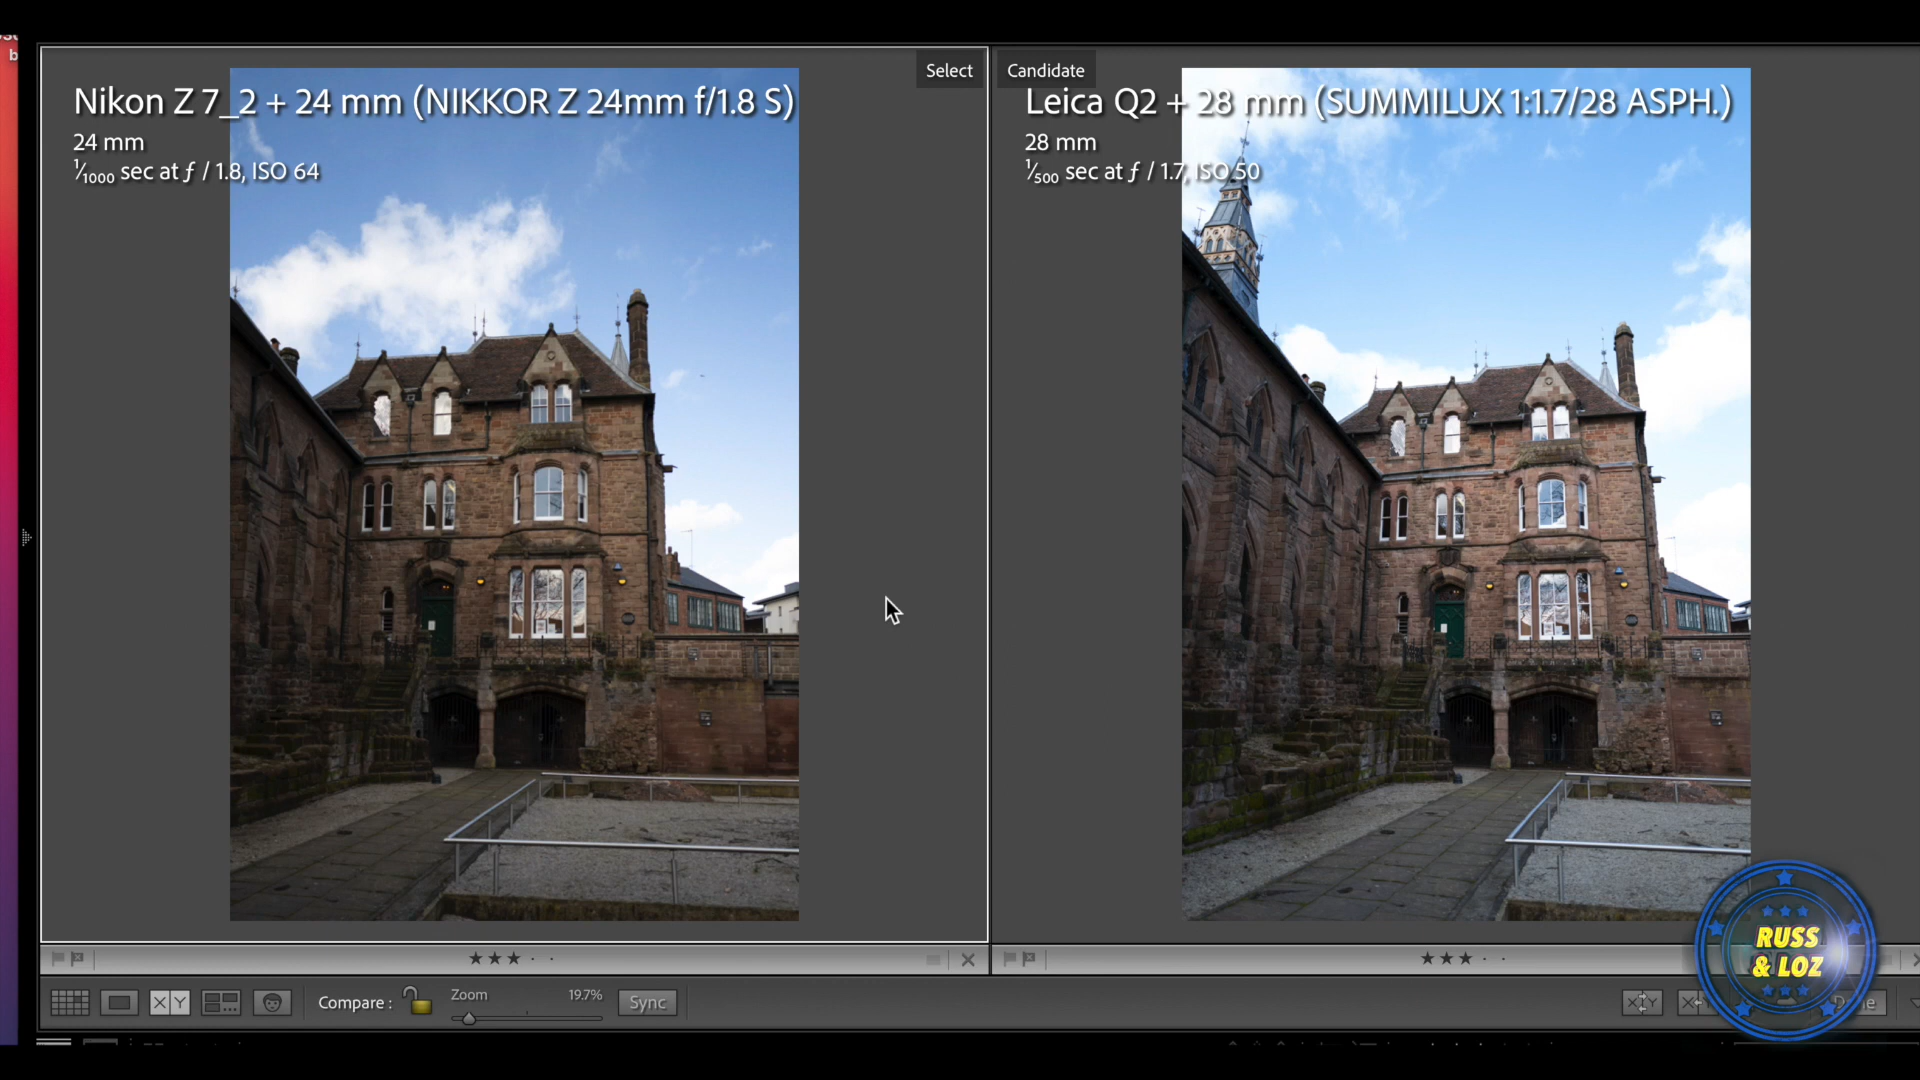 Select
Nikon Z 7_2 + 24 mm (NIKKOR Z 24mm f/1.8 S)
24 mm
1/1000 sec at ƒ / 1.8, ISO 64
Candidate
Leica Q2 + 28 mm (SUMMILUX 1:1.7/28 ASPH.)
28 mm
1/500 sec at ƒ / 1.7, ISO 50
X Y
Compare :
Zoom
19.7%
Sync
RUSS
& LOZ